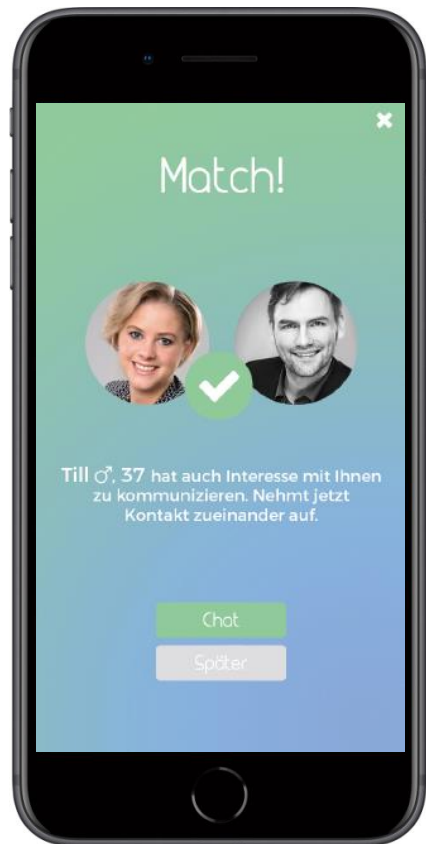 Match!
Till ♂, 37 hat auch Interesse mit Ihnen
zu kommunizieren. Nehmt jetzt
Kontakt zueinander auf.
Chat
Später